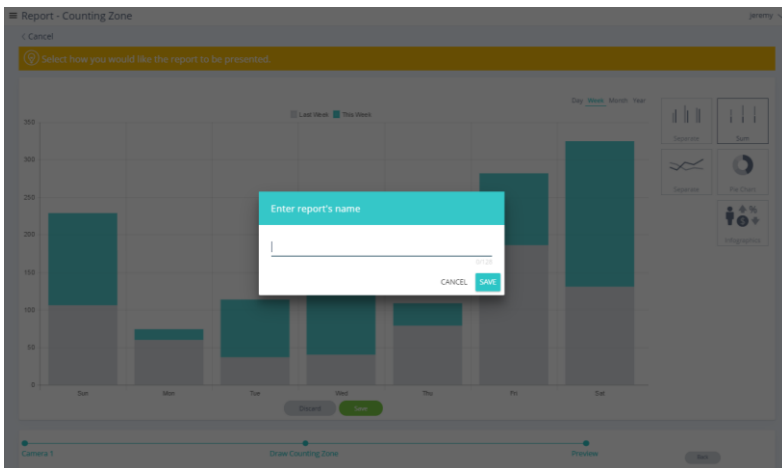 Report - Counting Zone
Jeremy
< Cancel
Select how you would like the report to be presented.
Day Week Month Year
Last Week This Week
350
300
250
200
150
100
50
0
Sun Mon Tue Wed Thu Fri Sat
Separate Sum
Separate Pie Chart
Infographics
Enter report's name
0/128
CANCEL SAVE
Discard Save
Camera 1 Draw Counting Zone Preview
Back